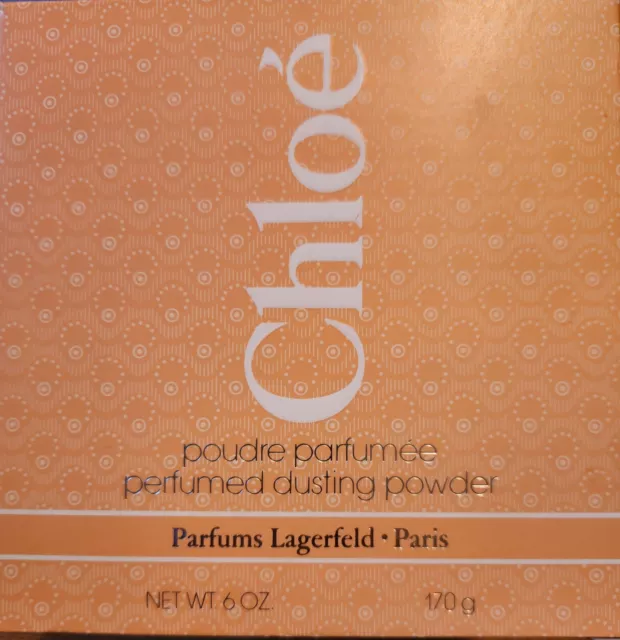 Chloé
poudre parfumée
perfumed dusting powder
Parfums Lagerfeld • Paris
NET WT. 6 OZ. 170 g